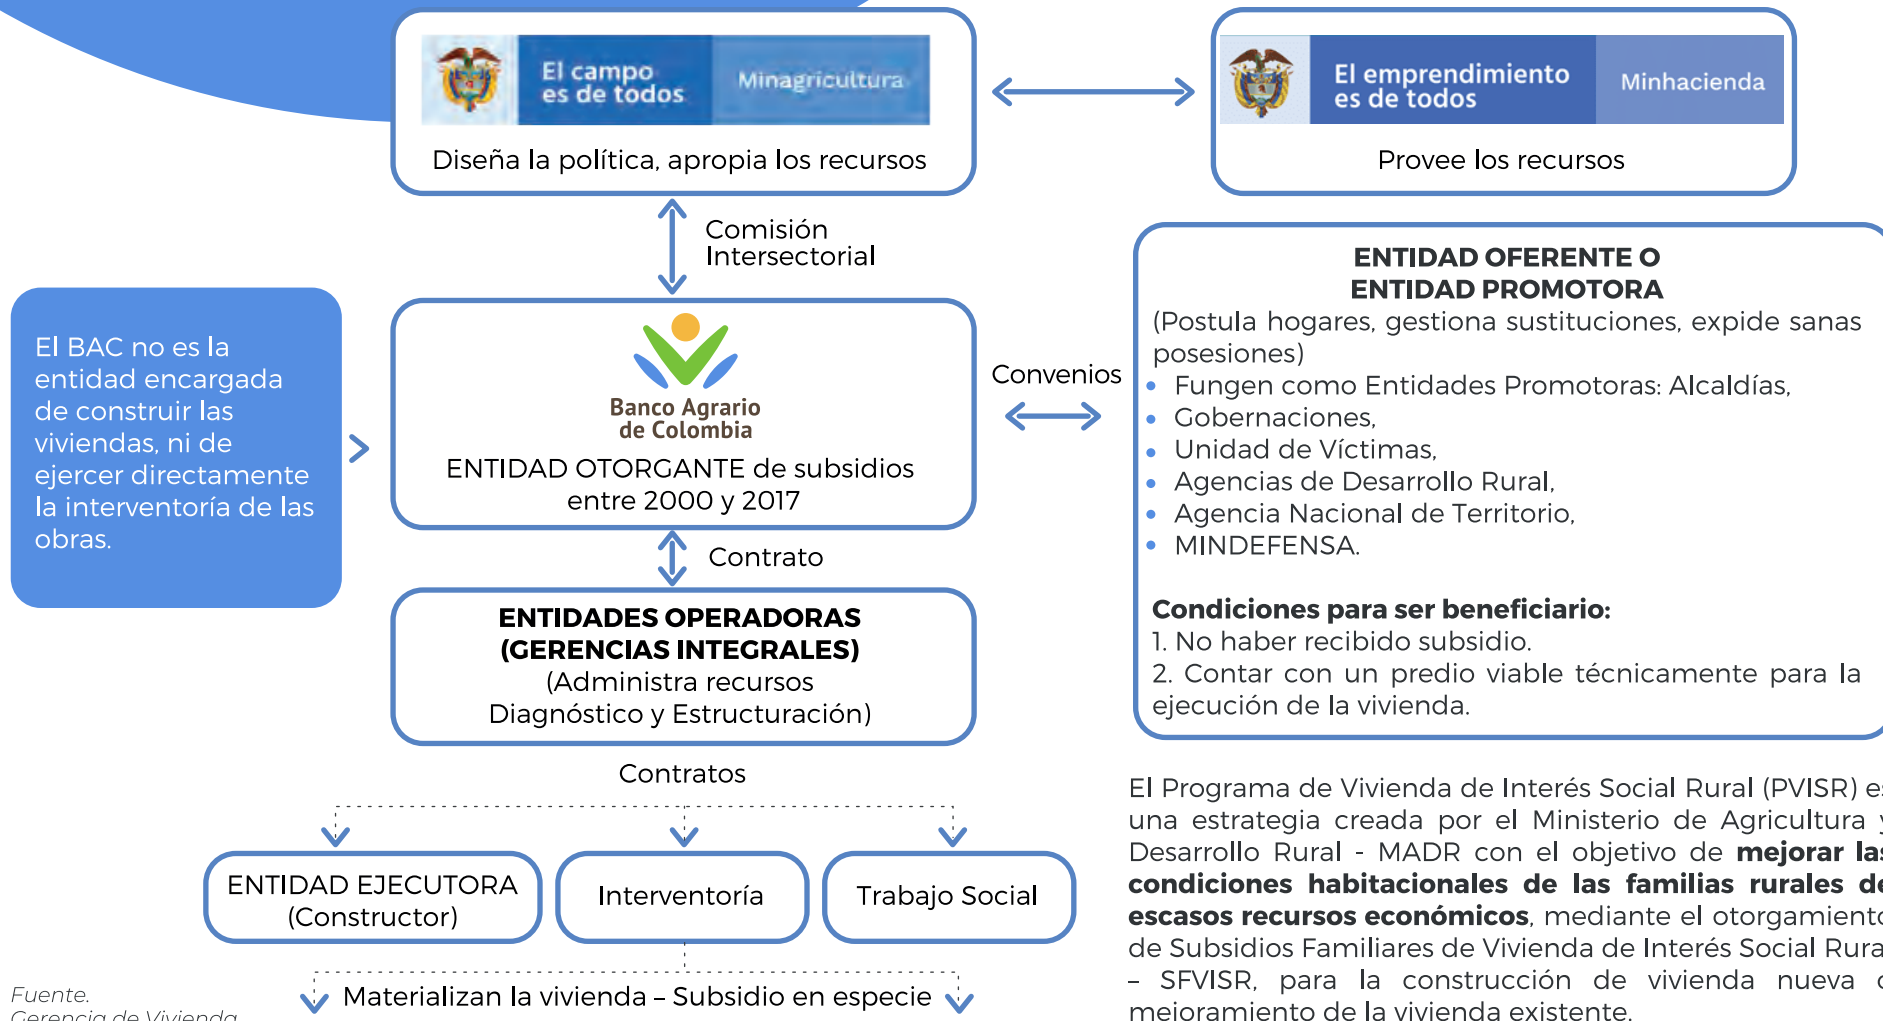 El campo
es de todos
Minagricultura
Diseña la política, apropia los recursos
El emprendimiento
es de todos
Minhacienda
Provee los recursos
Comisión
Intersectorial
El BAC no es la
entidad encargada
de construir las
viviendas, ni de
ejercer directamente
la interventoría de las
obras.
Banco Agrario
de Colombia
ENTIDAD OTORGANTE de subsidios
entre 2000 y 2017
Convenios
ENTIDAD OFERENTE O
ENTIDAD PROMOTORA
(Postula hogares, gestiona sustituciones, expide sanas
posesiones)
• Fungen como Entidades Promotoras: Alcaldías,
• Gobernaciones,
• Unidad de Víctimas,
• Agencias de Desarrollo Rural,
• Agencia Nacional de Territorio,
• MINDEFENSA.
Condiciones para ser beneficiario:
1. No haber recibido subsidio.
2. Contar con un predio viable técnicamente para la
ejecución de la vivienda.
Contrato
ENTIDADES OPERADORAS
(GERENCIAS INTEGRALES)
(Administra recursos
Diagnóstico y Estructuración)
Contratos
ENTIDAD EJECUTORA
(Constructor)
Interventoría
Trabajo Social
Materializan la vivienda – Subsidio en especie
El Programa de Vivienda de Interés Social Rural (PVISR) es
una estrategia creada por el Ministerio de Agricultura y
Desarrollo Rural - MADR con el objetivo de mejorar las
condiciones habitacionales de las familias rurales de
escasos recursos económicos, mediante el otorgamiento
de Subsidios Familiares de Vivienda de Interés Social Rural
– SFVISR, para la construcción de vivienda nueva o
mejoramiento de la vivienda existente.
Fuente.
Gerencia de Vivienda